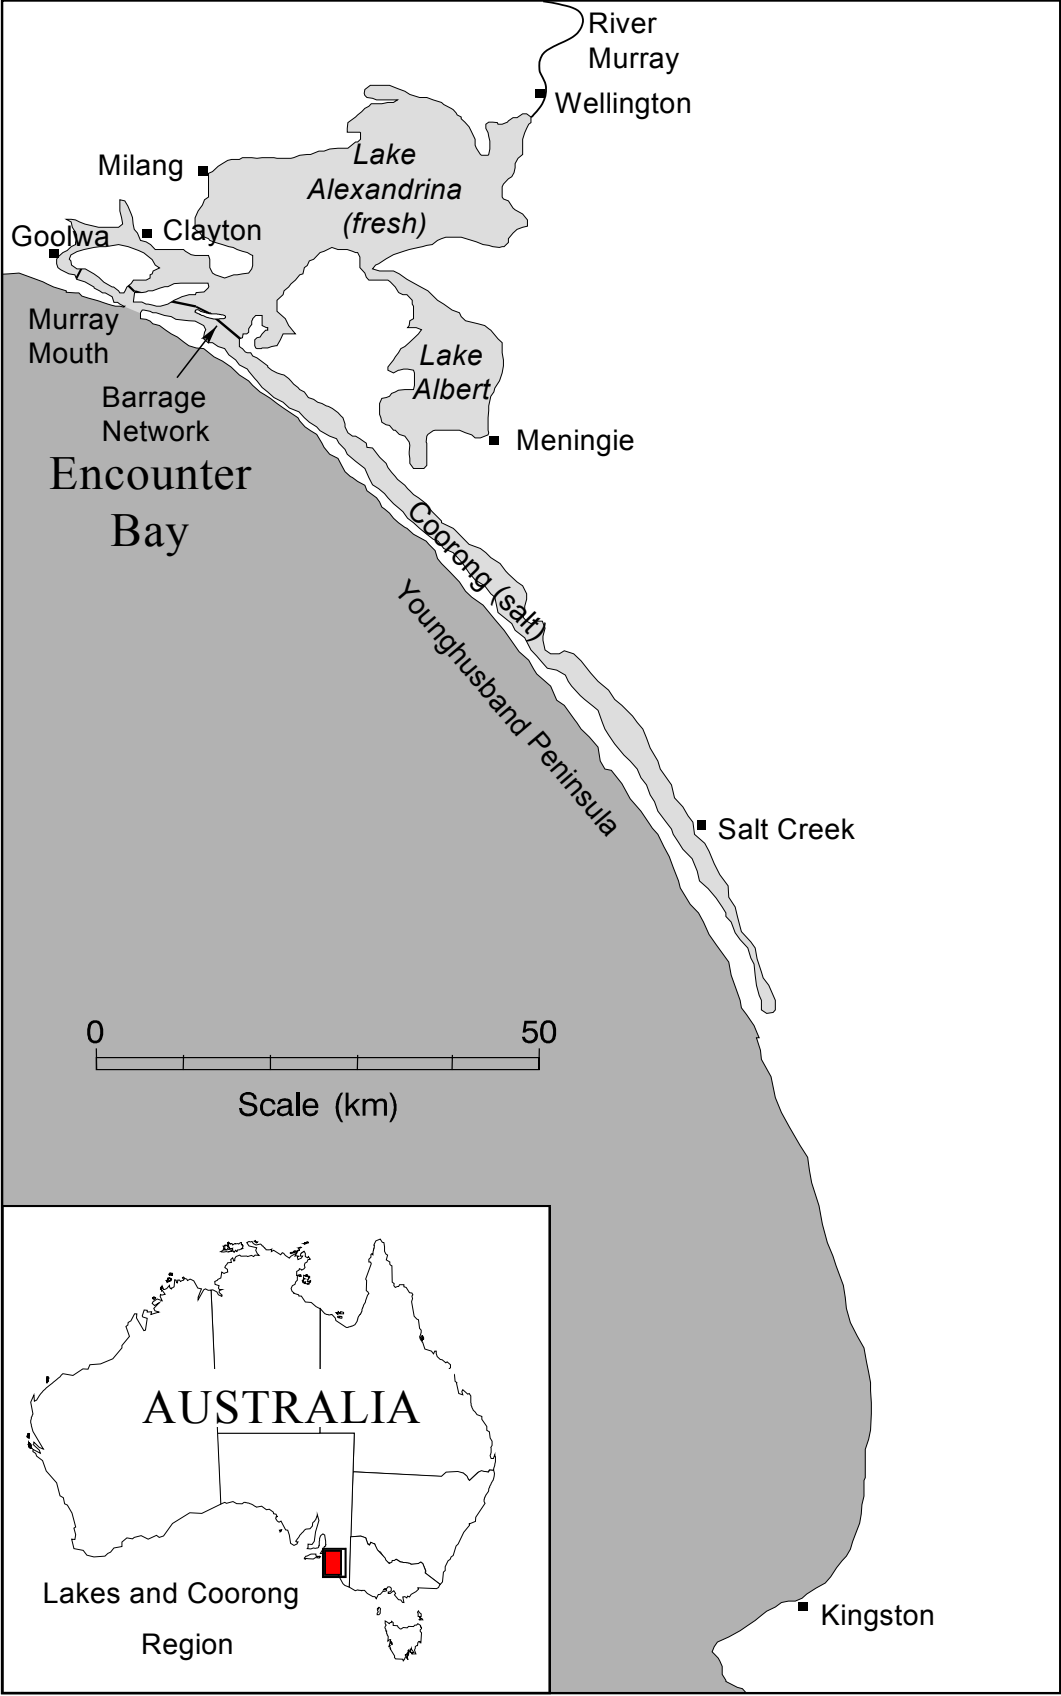 River
Murray
Wellington
Milang
Lake
Alexandrina
(fresh)
Goolwa
Clayton
Murray
Mouth
Barrage
Network
Lake
Albert
Meningie
Encounter
Bay
Coorong (salt)
Younghusband Peninsula
Salt Creek
0 50
Scale (km)
AUSTRALIA
Lakes and Coorong
Region
Kingston